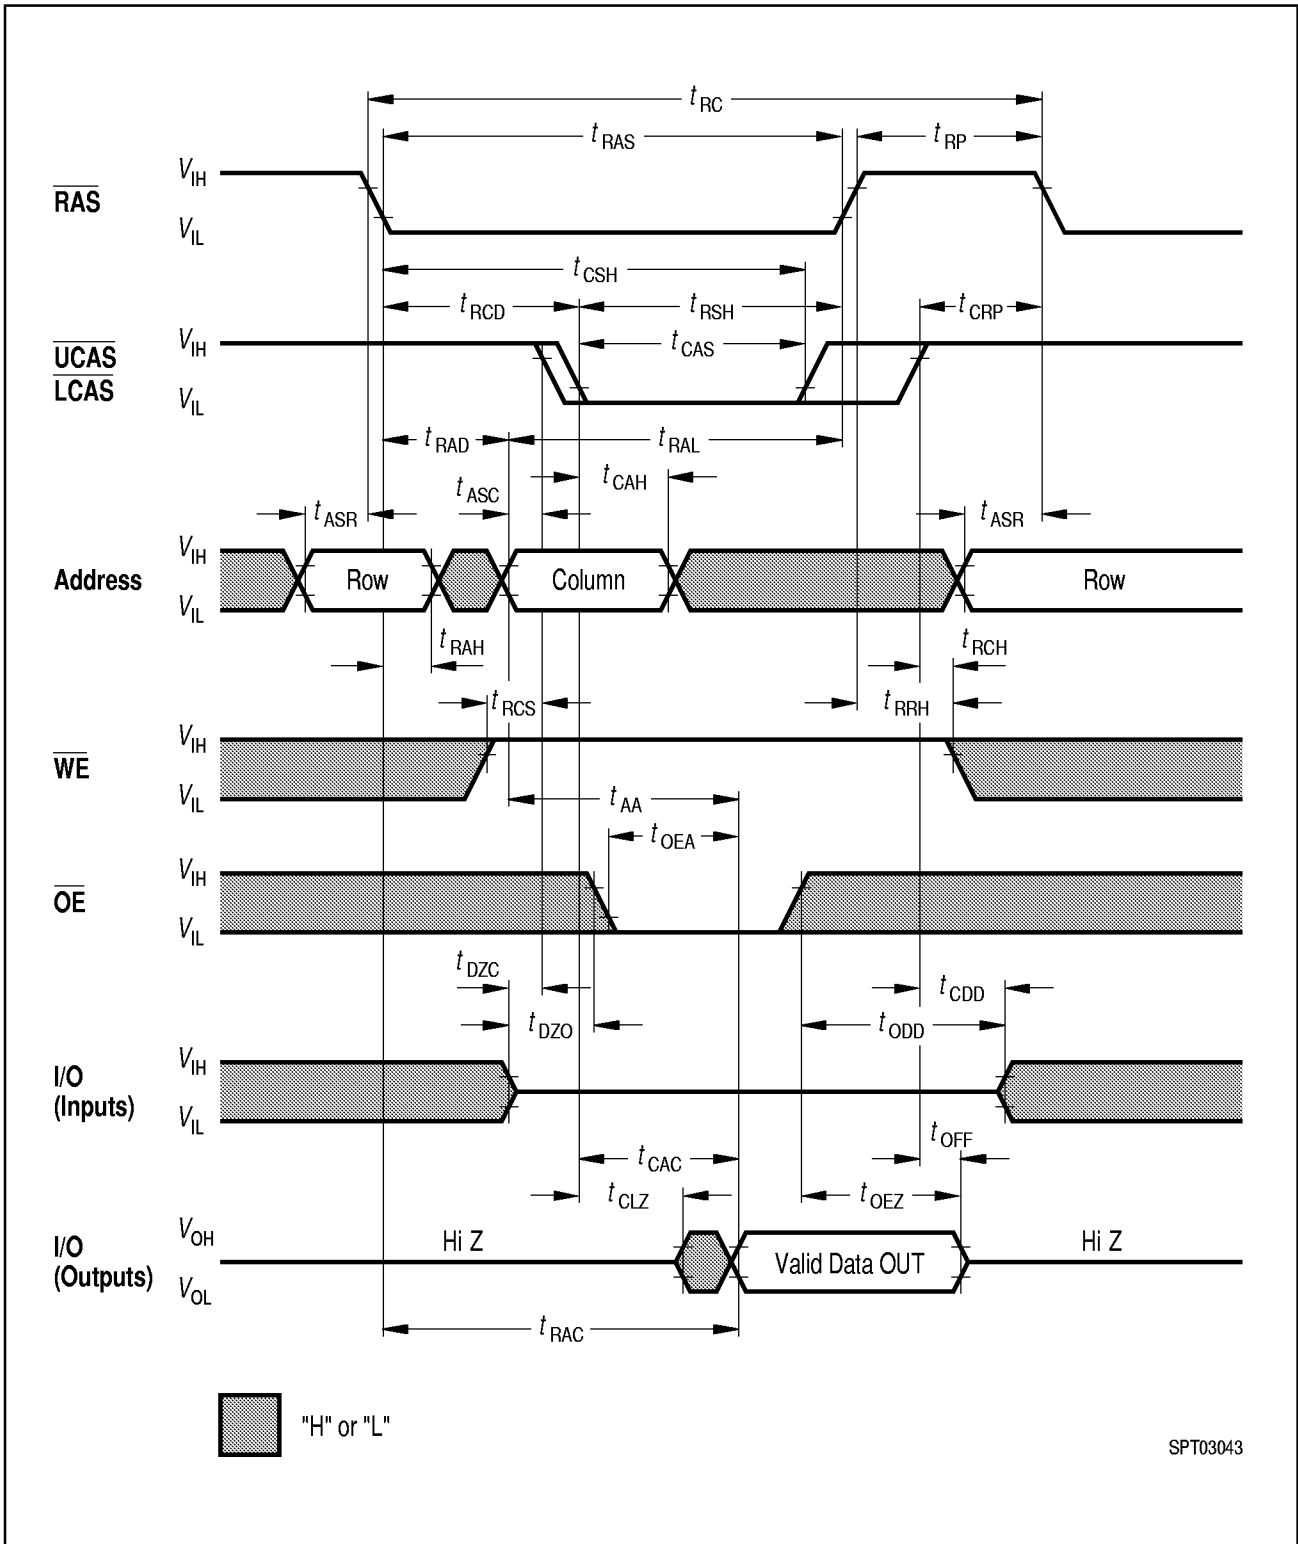 tRC
tRAS
tRP
VIH
RAS
VIL
tCSH
tRCD
tRSH
tCRP
VIH
UCAS
tCAS
LCAS
VIL
tRAD
tRAL
tCAH
tASC
tASR
tASR
VIH
Address
Row
Column
Row
VIL
tRAH
tRCH
tRCS
tRRH
VIH
WE
VIL
tAA
tOEA
VIH
OE
VIL
tDZC
tCDD
tDZO
tODD
VIH
I/O
(Inputs)
VIL
tOFF
tCAC
tCLZ
tOEZ
VOH
Hi Z
Hi Z
I/O
(Outputs)
Valid Data OUT
VOL
tRAC
"H" or "L"
SPT03043